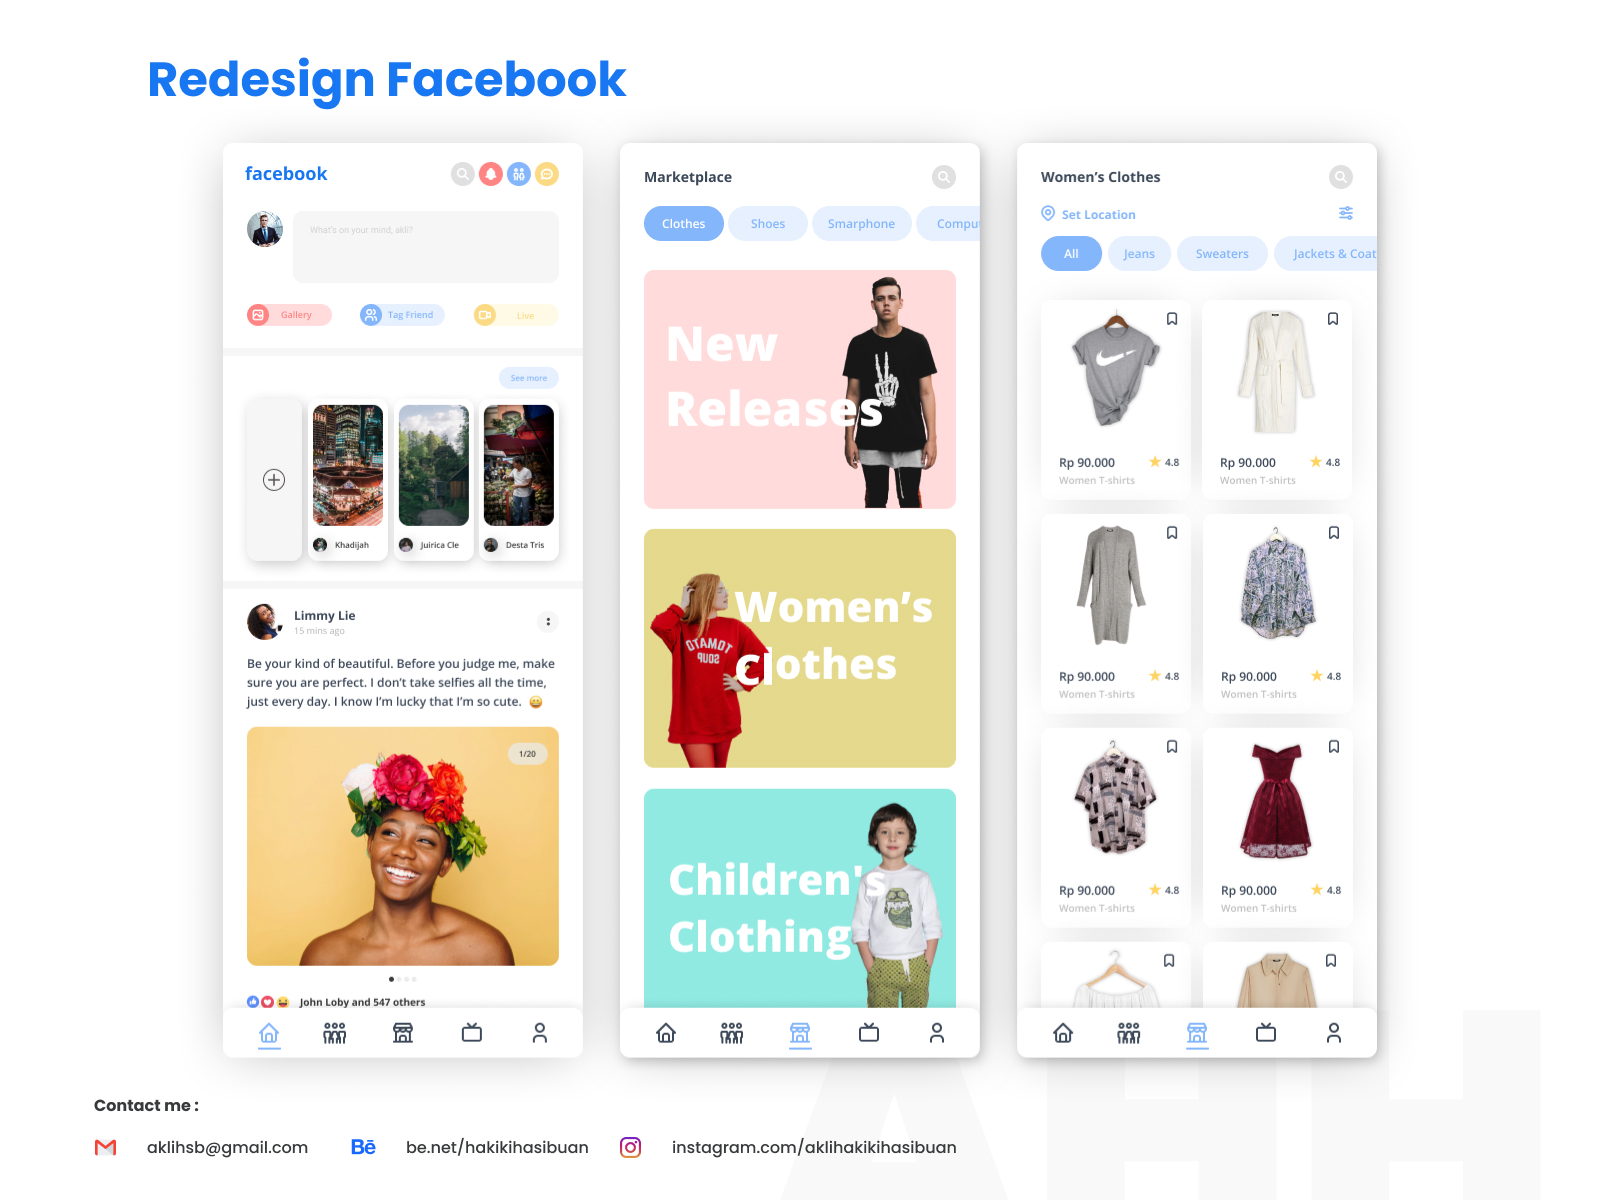 Redesign Facebook
facebook
What's on your mind, akli?
Gallery
Tag Friend
Live
See more
Khadijah
Juirica Cle
Desta Tris
Limmy Lie
15 mins ago
Be your kind of beautiful. Before you judge me, make
sure you are perfect. I don't take selfies all the time,
just every day. I know I'm lucky that I'm so cute. 😄
1/20
John Loby and 547 others
Marketplace
Clothes
Shoes
Smarphone
Comput
New
Releases
TOMATO
SOUP
Women's
Clothes
Children's
Clothing
Women's Clothes
Set Location
All
Jeans
Sweaters
Jackets & Coat
Rp 90.000
4.8
Women T-shirts
Rp 90.000
4.8
Women T-shirts
Rp 90.000
4.8
Women T-shirts
Rp 90.000
4.8
Women T-shirts
Rp 90.000
4.8
Women T-shirts
Rp 90.000
4.8
Women T-shirts
Contact me :
aklihsb@gmail.com
Bē
be.net/hakikihasibuan
instagram.com/aklihakikihasibuan
AHH